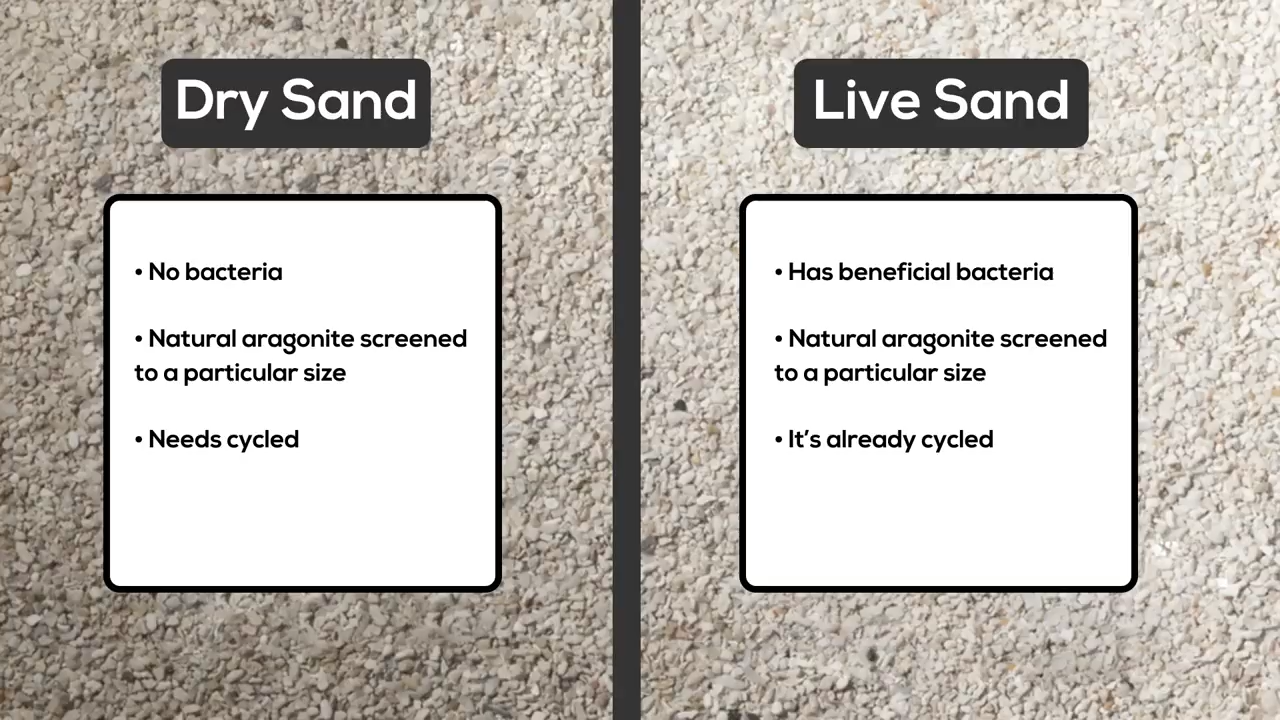 Dry Sand
• No bacteria
• Natural aragonite screened
to a particular size
• Needs cycled
Live Sand
• Has beneficial bacteria
• Natural aragonite screened
to a particular size
• It’s already cycled